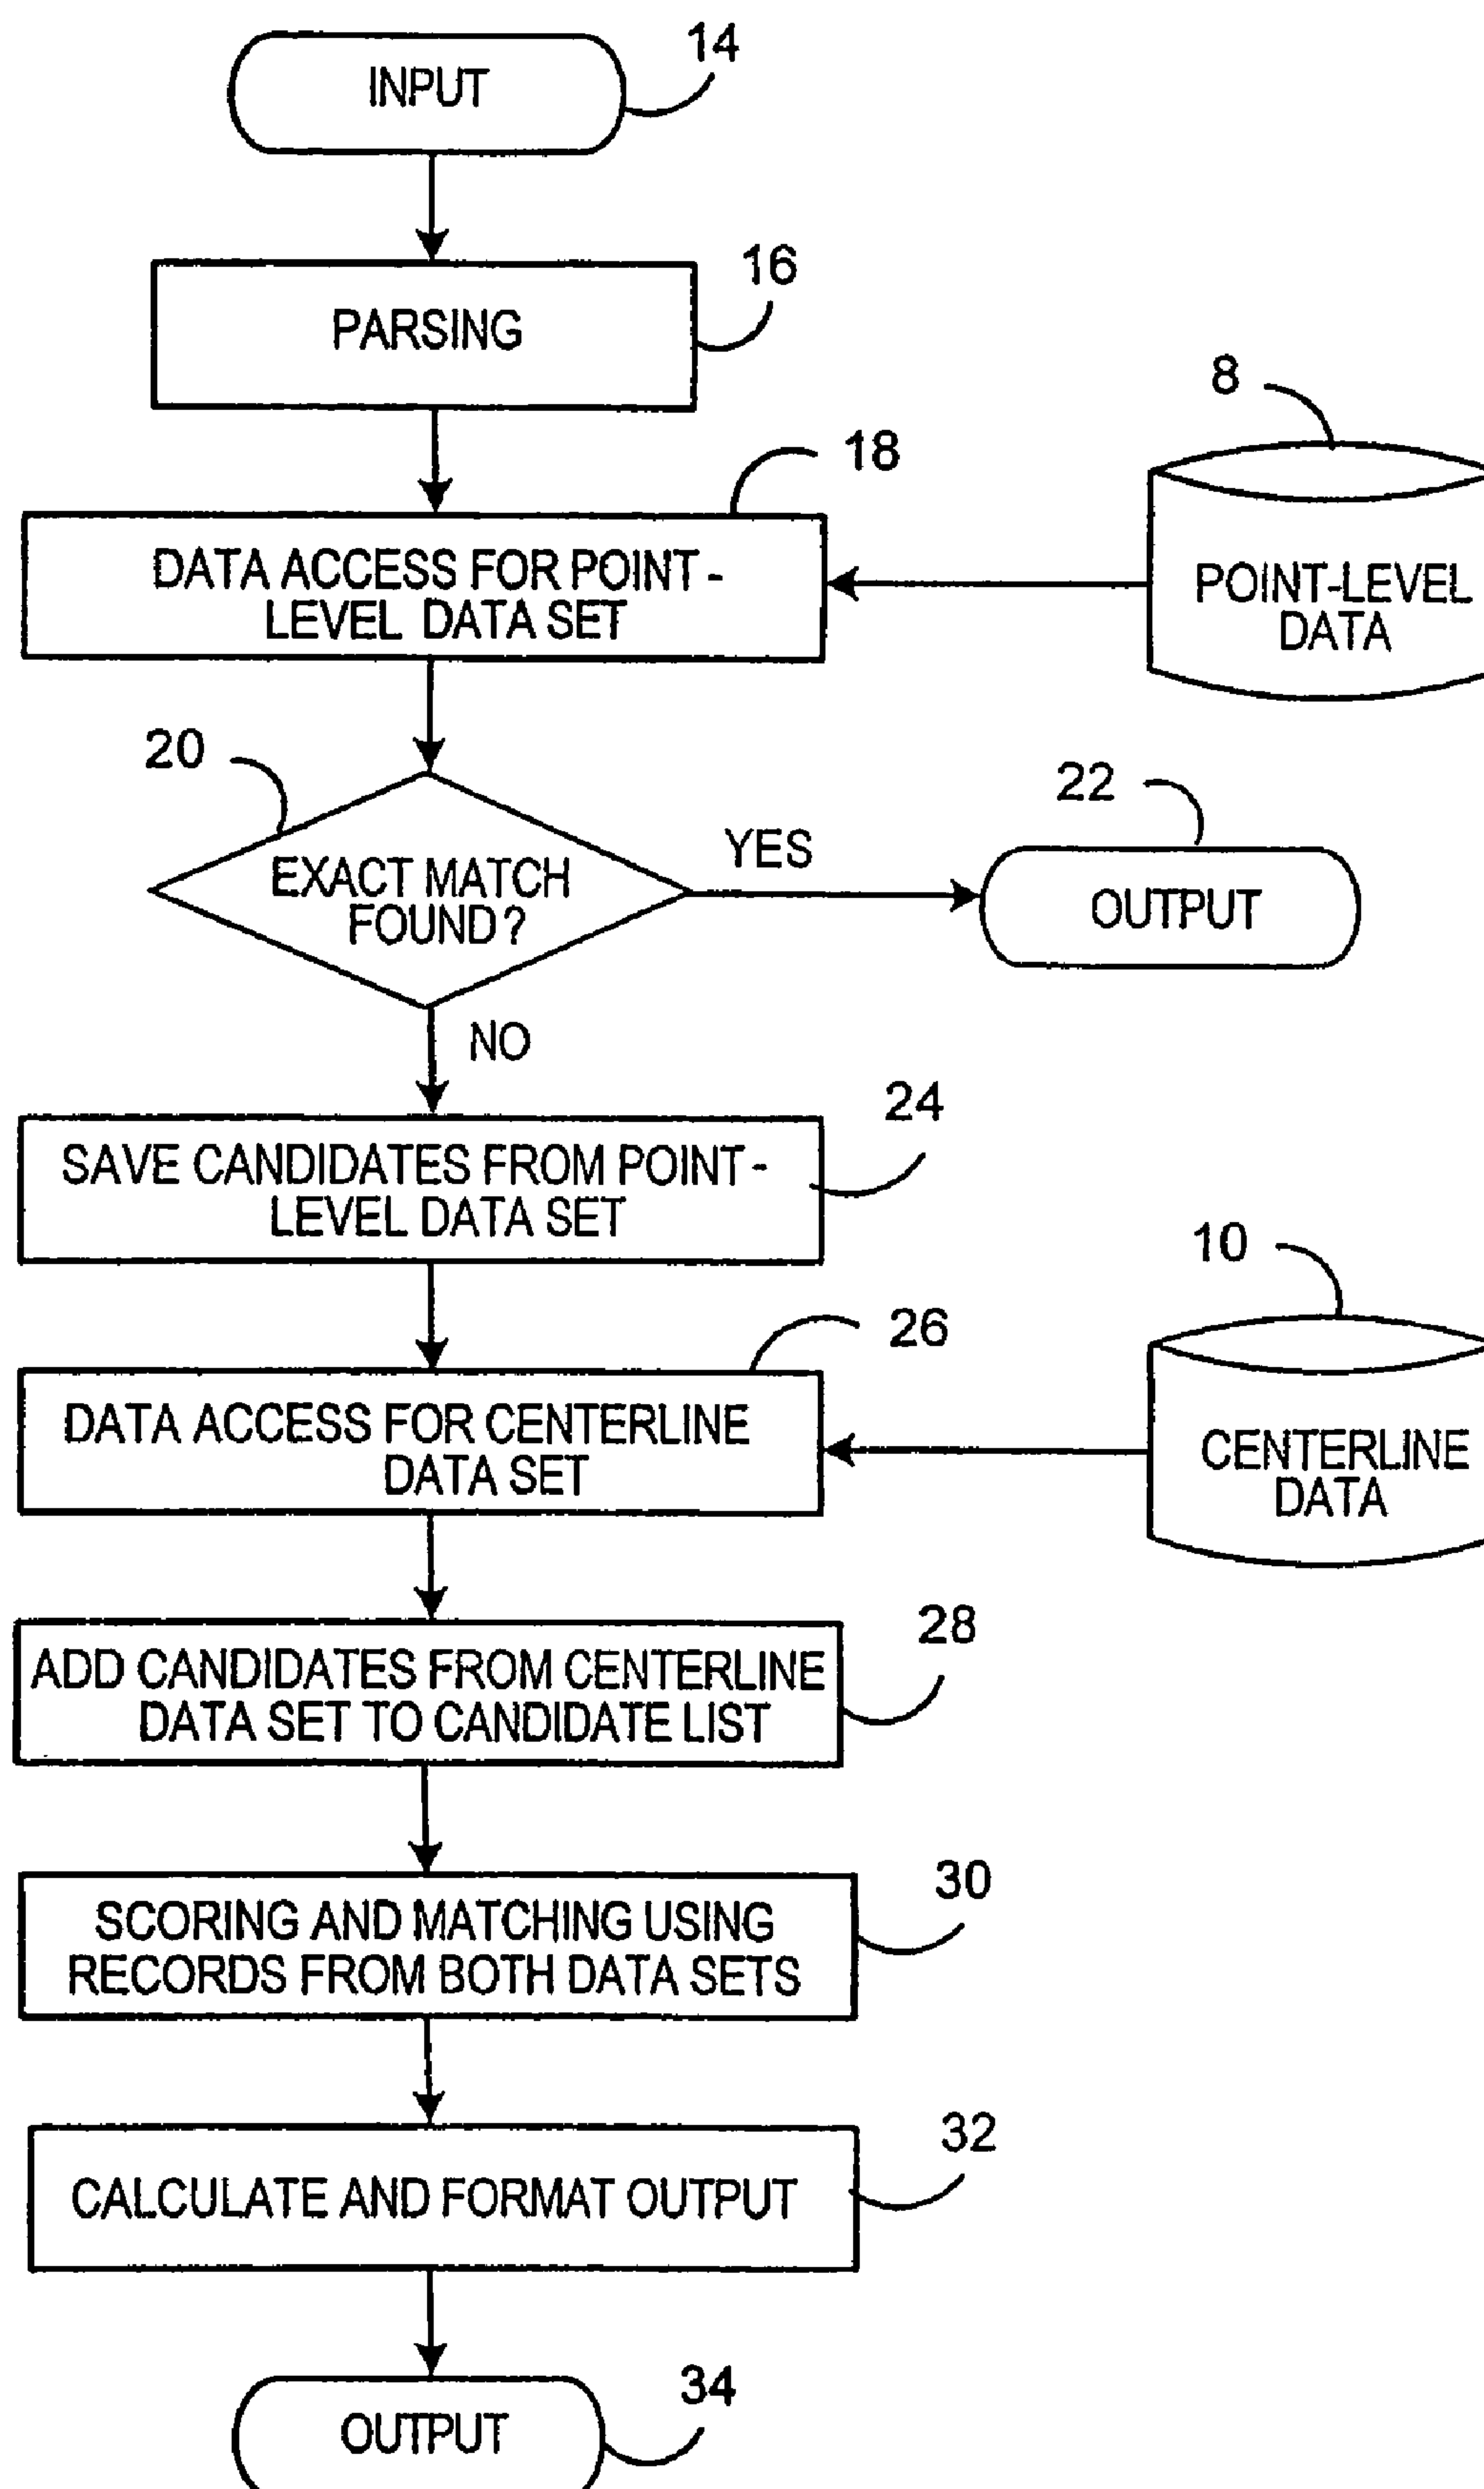 INPUT
14
PARSING
16
DATA ACCESS FOR POINT-
LEVEL DATA SET
18
8
POINT-LEVEL
DATA
20
EXACT MATCH
FOUND?
YES
22
OUTPUT
NO
24
SAVE CANDIDATES FROM POINT-
LEVEL DATA SET
26
DATA ACCESS FOR CENTERLINE
DATA SET
10
CENTERLINE
DATA
28
ADD CANDIDATES FROM CENTERLINE
DATA SET TO CANDIDATE LIST
30
SCORING AND MATCHING USING
RECORDS FROM BOTH DATA SETS
32
CALCULATE AND FORMAT OUTPUT
34
OUTPUT